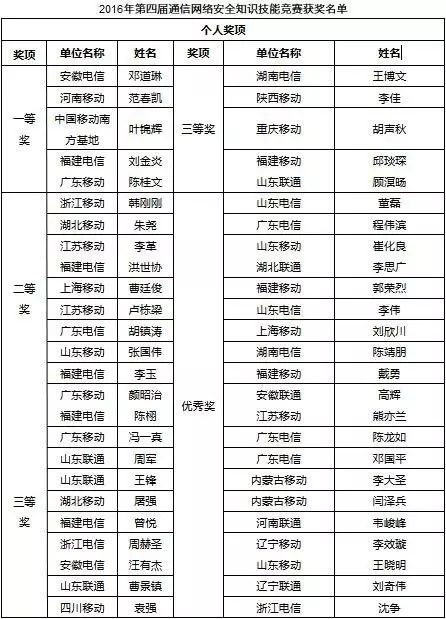 2016年第四届通信网络安全知识技能竞赛获奖名单
个人奖项
奖项 单位名称 姓名 奖项 单位名称 姓名
一等奖 安徽电信 邓道琳 三等奖 湖南电信 王博文
河南移动 范春凯 陕西移动 李佳
中国移动南方基地 叶帨辉 重庆移动 胡声秋
福建电信 刘金炎 福建移动 邱琰琛
广东移动 陈桂文 山东联通 顾溟旸
二等奖 浙江移动 韩刚刚 优秀奖 山东电信 董磊
湖北移动 朱尧 广东电信 程伟滨
江苏移动 李革 山东移动 崔化良
福建电信 洪世协 湖北联通 李思广
上海移动 曹廷俊 福建移动 郭荣烈
江苏移动 卢栋梁 山东电信 李伟
广东电信 胡镇涛 上海移动 刘欣川
山东移动 张国伟 湖南电信 陈靖朋
三等奖 福建电信 李玉 福建移动 戴勇
广东移动 颜昭治 安徽联通 高辉
福建电信 陈栩 江苏移动 熊亦兰
广东移动 冯一真 广东电信 陈龙如
山东联通 周军 广东电信 邓国平
山东联通 王锋 内蒙古移动 李大圣
湖北移动 屠强 内蒙古移动 闫泽兵
福建电信 曾悦 河南联通 韦峻峰
浙江电信 周赫圣 辽宁移动 李效璇
安徽电信 汪有杰 山东移动 王晓明
山东联通 曹景镇 辽宁联通 刘奇伟
四川移动 袁强 浙江电信 沈争